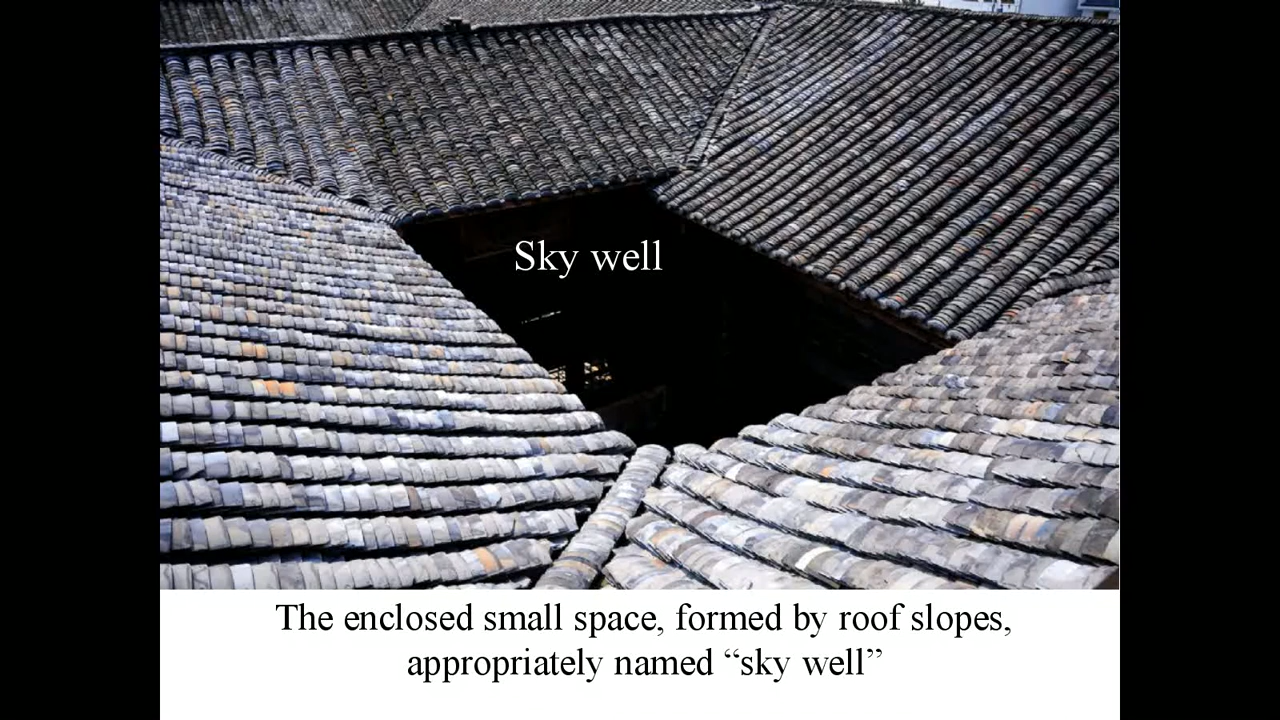 Sky well
The enclosed small space, formed by roof slopes,
appropriately named “sky well”